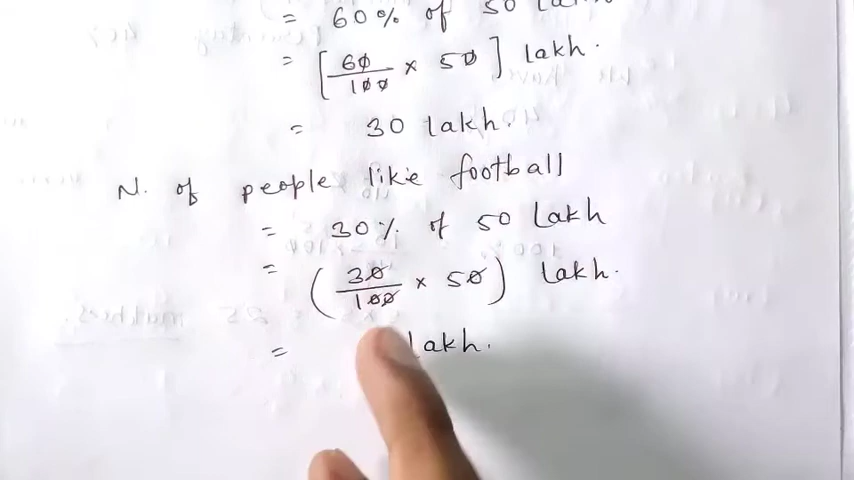 = 60% of 50 lakh
= [60/100 × 50] lakh.
= 30 lakh.
N. of people like football
= 30% of 50 lakh
= (30/100 × 50) lakh.
= lakh.